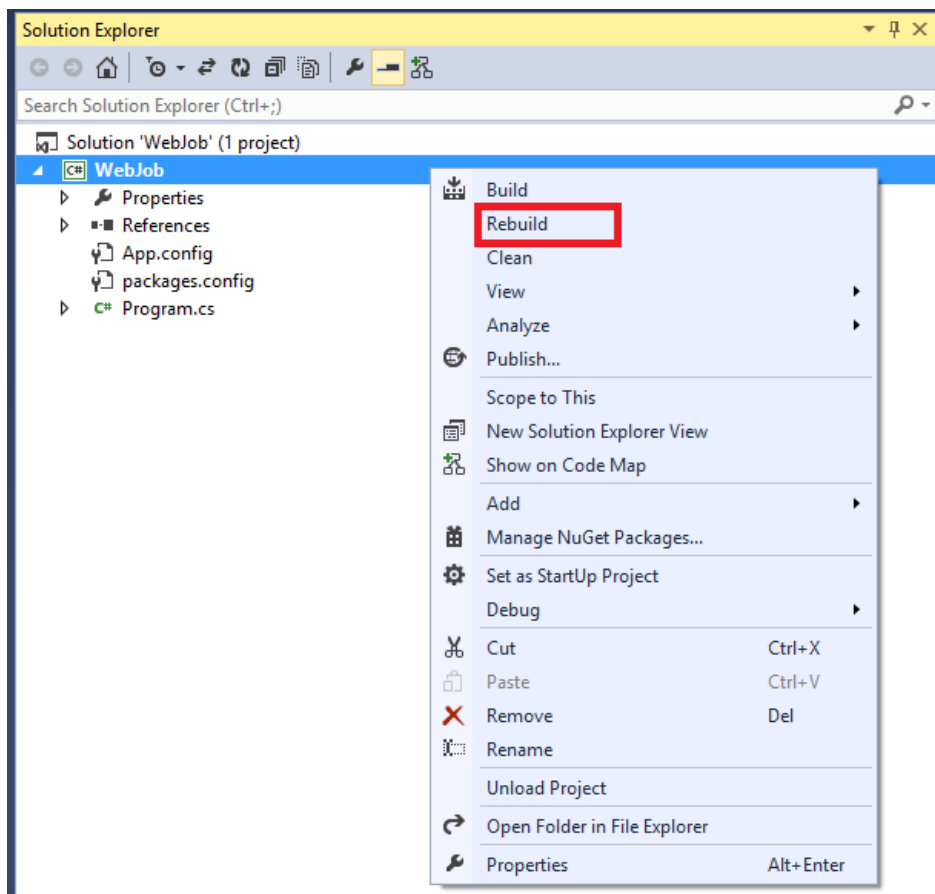 Solution Explorer
Search Solution Explorer (Ctrl+;)
Solution 'WebJob' (1 project)
C# WebJob
Properties
References
App.config
packages.config
C# Program.cs
Build
Rebuild
Clean
View
Analyze
Publish...
Scope to This
New Solution Explorer View
Show on Code Map
Add
Manage NuGet Packages...
Set as StartUp Project
Debug
Cut Ctrl+X
Paste Ctrl+V
Remove Del
Rename
Unload Project
Open Folder in File Explorer
Properties Alt+Enter